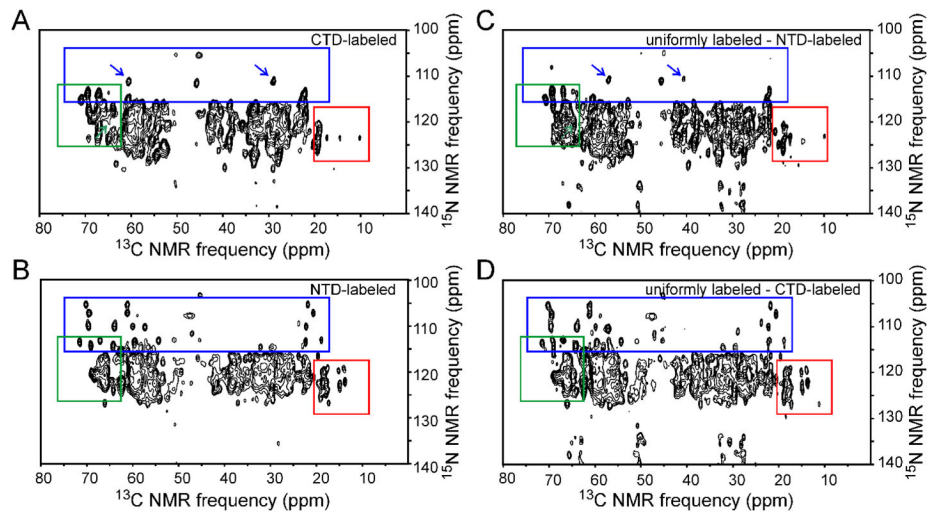 A
CTD-labeled
100
110
120
130
140
¹⁵N NMR frequency (ppm)
80 70 60 50 40 30 20 10
¹³C NMR frequency (ppm)
C
uniformly labeled - NTD-labeled
100
110
120
130
140
¹⁵N NMR frequency (ppm)
80 70 60 50 40 30 20 10
¹³C NMR frequency (ppm)
B
NTD-labeled
100
110
120
130
140
¹⁵N NMR frequency (ppm)
80 70 60 50 40 30 20 10
¹³C NMR frequency (ppm)
D
uniformly labeled - CTD-labeled
100
110
120
130
140
¹⁵N NMR frequency (ppm)
80 70 60 50 40 30 20 10
¹³C NMR frequency (ppm)